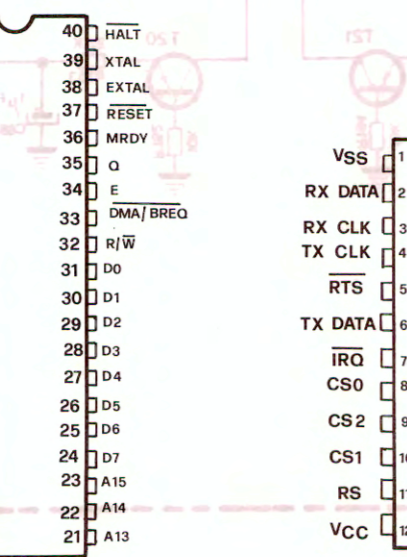 40 HALT
39 XTAL
38 EXTAL
37 RESET
36 MRDY
35 Q
34 E
33 DMA/BREQ
32 R/W
31 D0
30 D1
29 D2
28 D3
27 D4
26 D5
25 D6
24 D7
23 A15
22 A14
21 A13
VSS 1
RX DATA 2
RX CLK 3
TX CLK 4
RTS 5
TX DATA 6
IRQ 7
CS0 8
CS2 9
CS1 10
RS 11
VCC 12